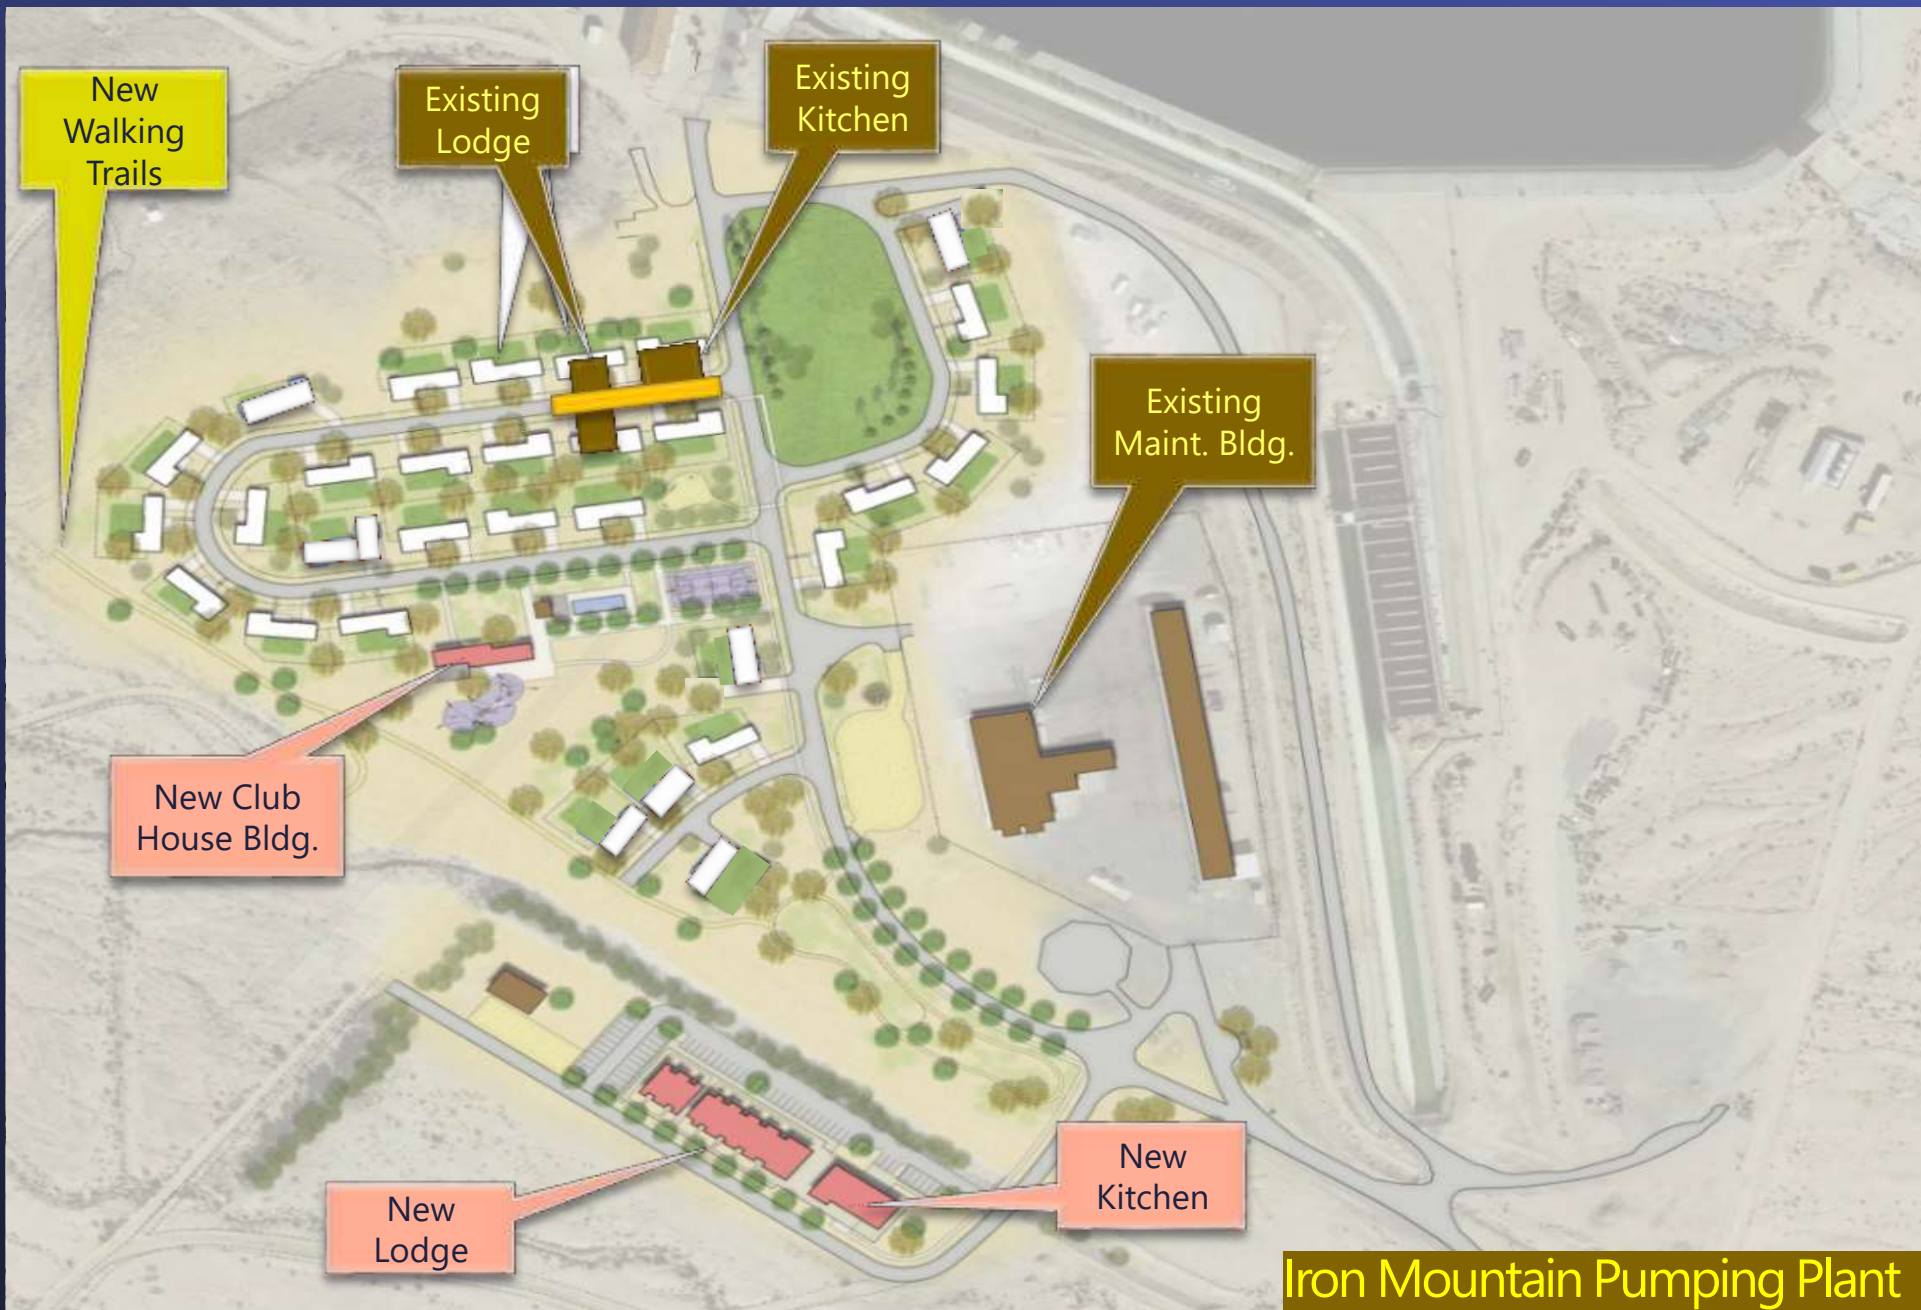 New
Walking
Trails
Existing
Lodge
Existing
Kitchen
Existing
Maint. Bldg.
New Club
House Bldg.
New
Lodge
New
Kitchen
Iron Mountain Pumping Plant